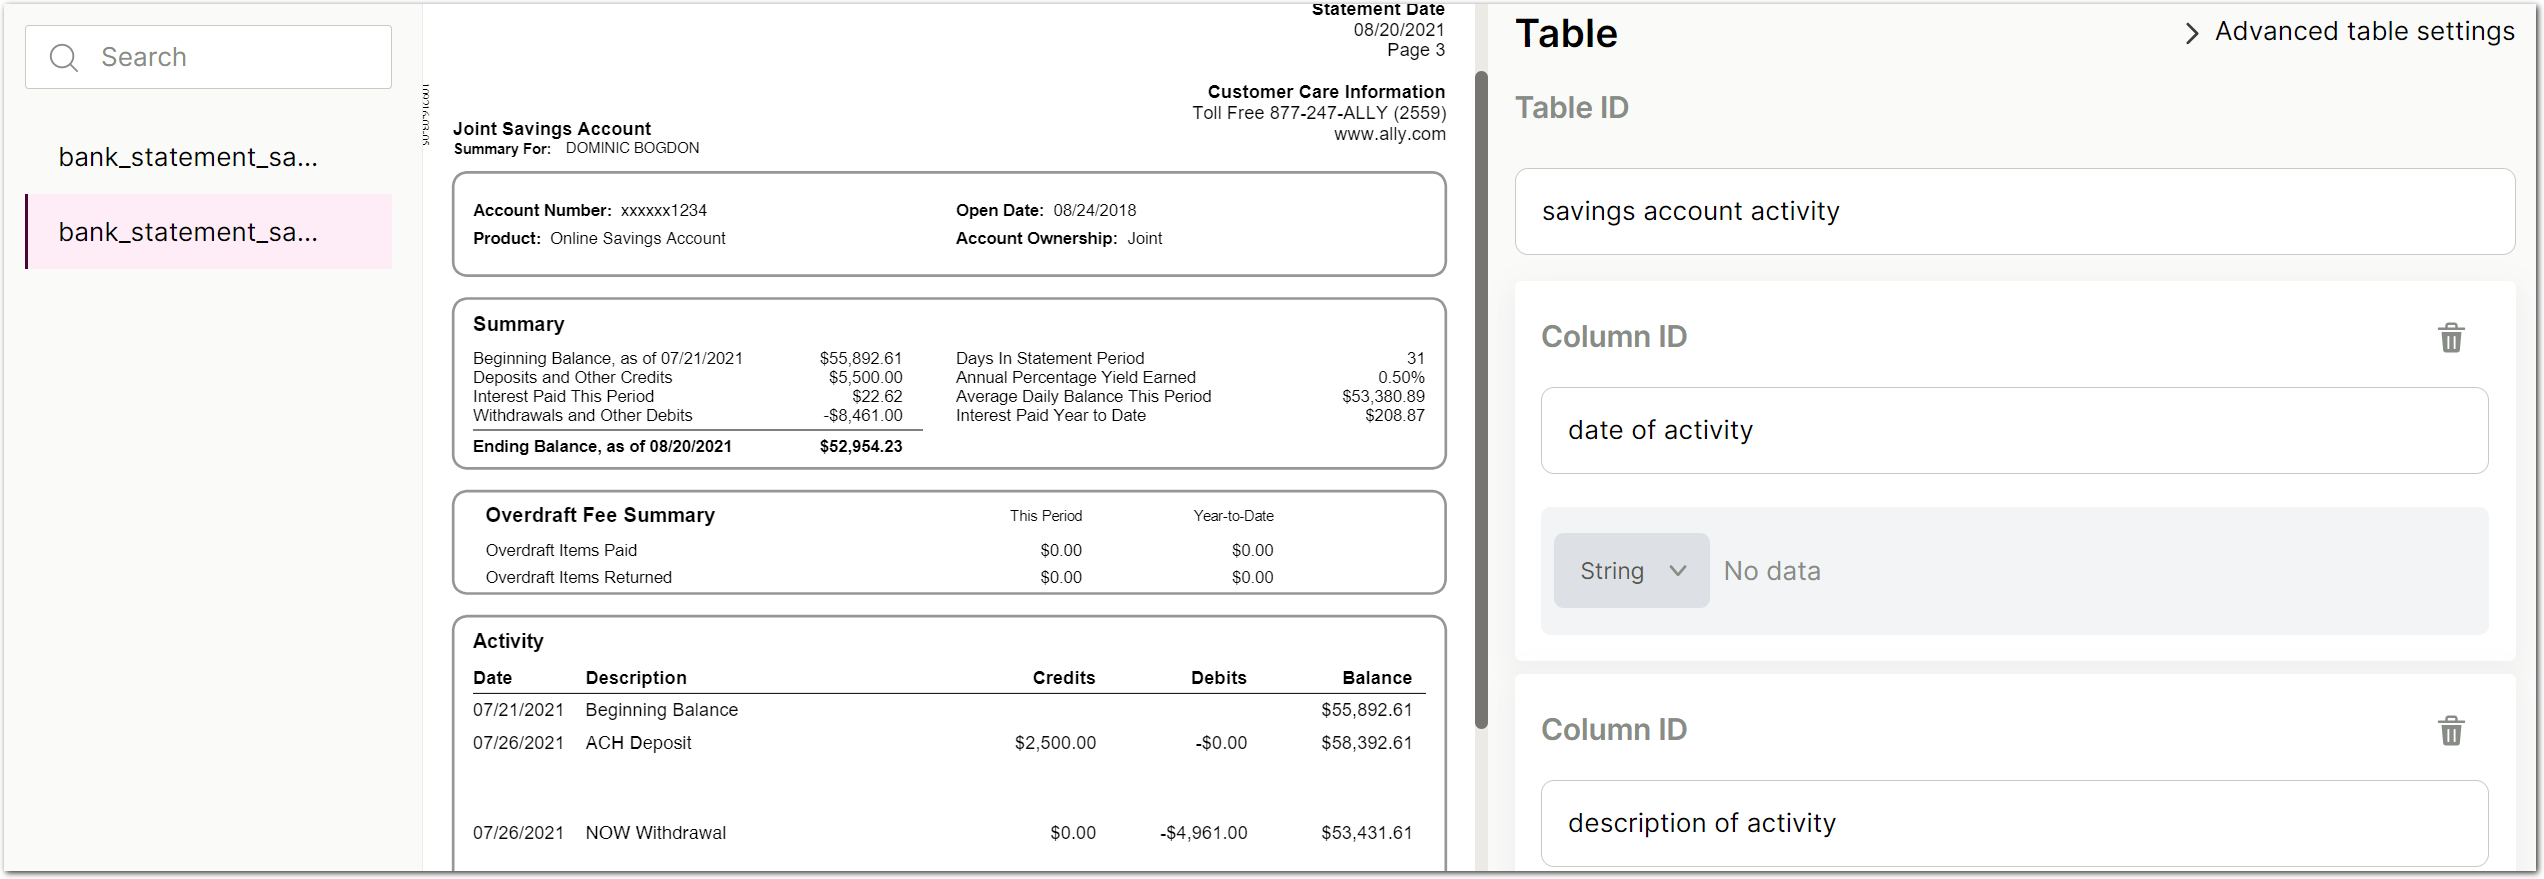 Search
bank_statement_sa...
bank_statement_sa...
Statement Date
08/20/2021
Page 3
Customer Care Information
Toll Free 877-247-ALLY (2559)
www.ally.com
Joint Savings Account
Summary For: DOMINIC BOGDON
Account Number: xxxxxx1234 Open Date: 08/24/2018
Product: Online Savings Account Account Ownership: Joint
Summary
Beginning Balance, as of 07/21/2021 $55,892.61 Days In Statement Period 31
Deposits and Other Credits $5,500.00 Annual Percentage Yield Earned 0.50%
Interest Paid This Period $22.62 Average Daily Balance This Period $53,380.89
Withdrawals and Other Debits -$8,461.00 Interest Paid Year to Date $208.87
Ending Balance, as of 08/20/2021 $52,954.23
Overdraft Fee Summary This Period Year-to-Date
Overdraft Items Paid $0.00 $0.00
Overdraft Items Returned $0.00 $0.00
Activity
Date Description Credits Debits Balance
07/21/2021 Beginning Balance $55,892.61
07/26/2021 ACH Deposit $2,500.00 -$0.00 $58,392.61
07/26/2021 NOW Withdrawal $0.00 -$4,961.00 $53,431.61
Table
Advanced table settings
Table ID
savings account activity
Column ID
date of activity
String No data
Column ID
description of activity